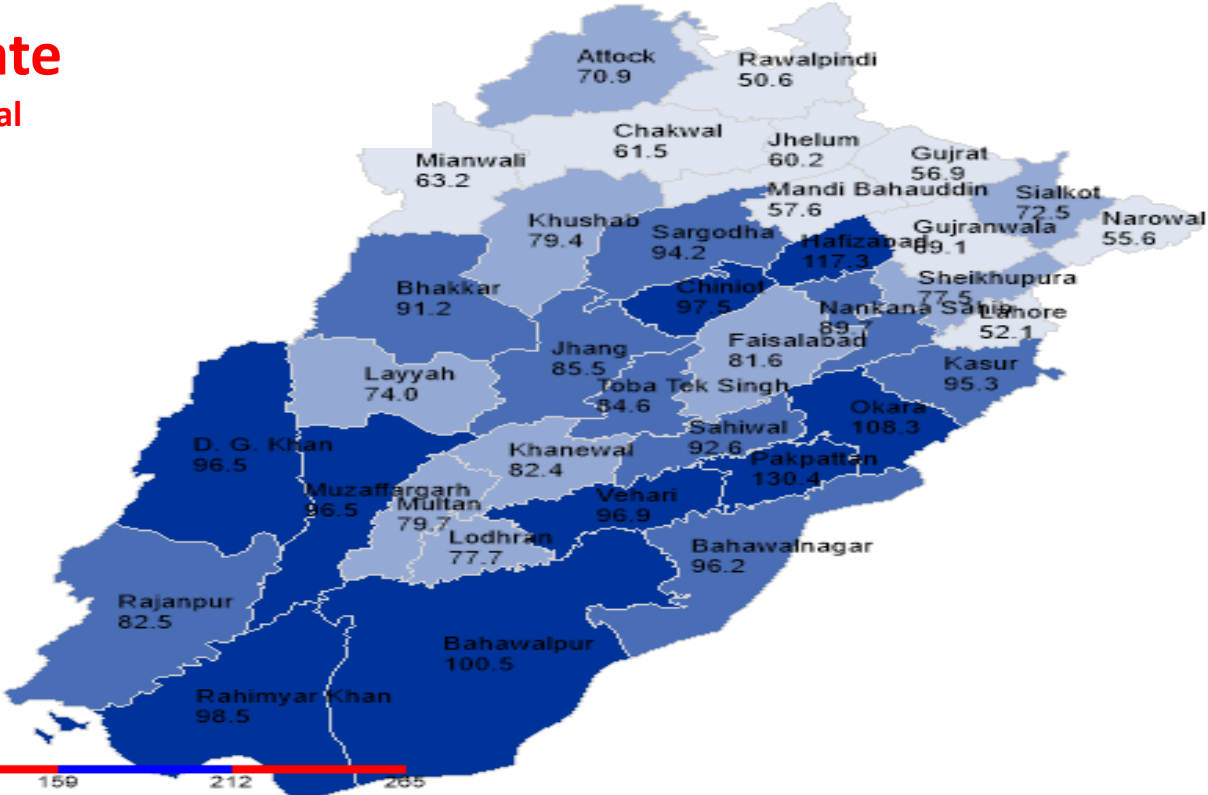 ate
al
Attock
70.9
Rawalpindi
50.6
Chakwal
61.5
Jhelum
60.2
Mianwali
63.2
Gujrat
56.9
Mandi Bahauddin
57.6
Sialkot
72.5
Narowal
55.6
Khushab
79.4
Sargodha
94.2
Hafizabad
117.3
Gujranwala
69.1
Bhakkar
91.2
Chiniot
97.5
Sheikhupura
77.5
Nankana Sahib
89.7
Lahore
52.1
Jhang
85.5
Faisalabad
81.6
Kasur
95.3
Layyah
74.0
Toba Tek Singh
84.6
Okara
108.3
D. G. Khan
96.5
Khanewal
82.4
Sahiwal
92.6
Pakpattan
130.4
Muzaffargarh
96.5
Multan
79.7
Vehari
96.9
Lodhran
77.7
Bahawalnagar
96.2
Rajanpur
82.5
Bahawalpur
100.5
Rahimyar Khan
98.5
159 212 265